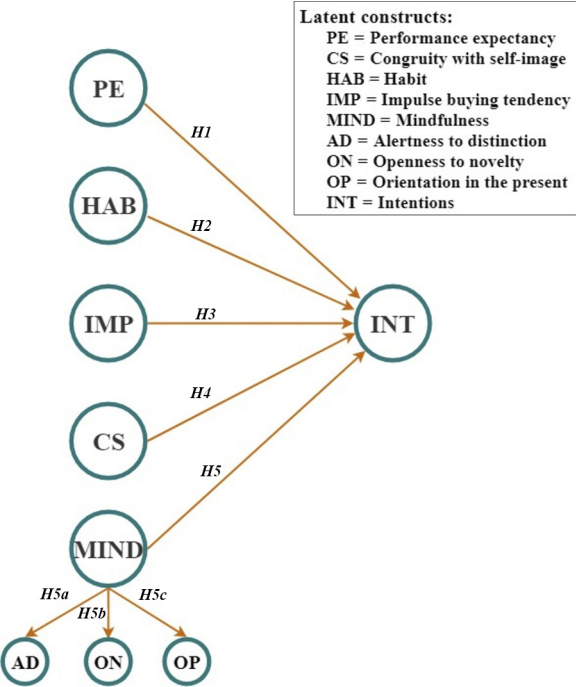 Latent constructs:
PE = Performance expectancy
CS = Congruity with self-image
HAB = Habit
IMP = Impulse buying tendency
MIND = Mindfulness
AD = Alertness to distinction
ON = Openness to novelty
OP = Orientation in the present
INT = Intentions
PE
H1
HAB
H2
IMP
H3
INT
CS
H4
H5
MIND
H5a
H5b
H5c
AD
ON
OP